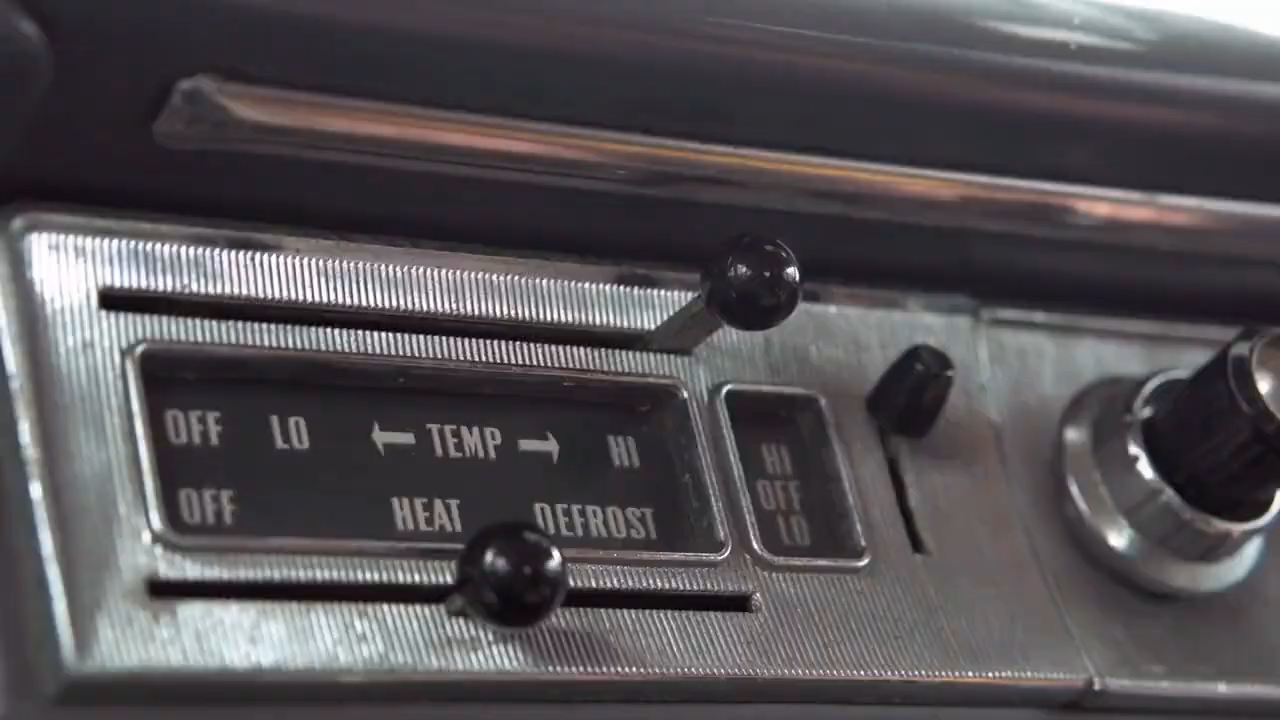 OFF LO ← TEMP → HI
OFF HEAT DEFROST
HI
OFF
LO